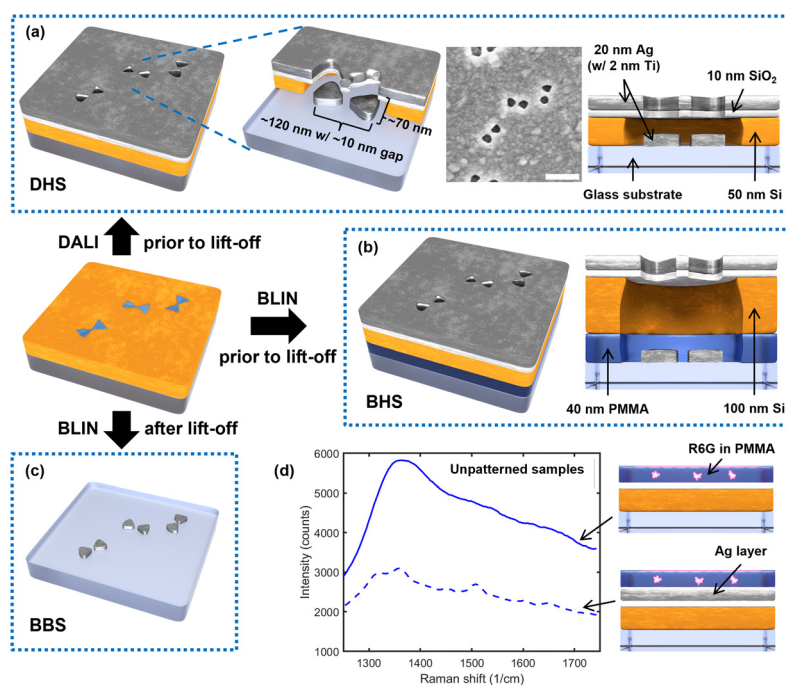 (a)
20 nm Ag
(w/ 2 nm Ti)
10 nm SiO₂
~70 nm
~120 nm w/ ~10 nm gap
DHS
Glass substrate
50 nm Si
DALI
prior to lift-off
(b)
BLIN
prior to lift-off
BHS
40 nm PMMA
100 nm Si
BLIN
after lift-off
(c)
BBS
(d)
Unpatterned samples
R6G in PMMA
Ag layer
Intensity (counts)
6000
5000
4000
3000
2000
1000
1300
1400
1500
1600
1700
Raman shift (1/cm)